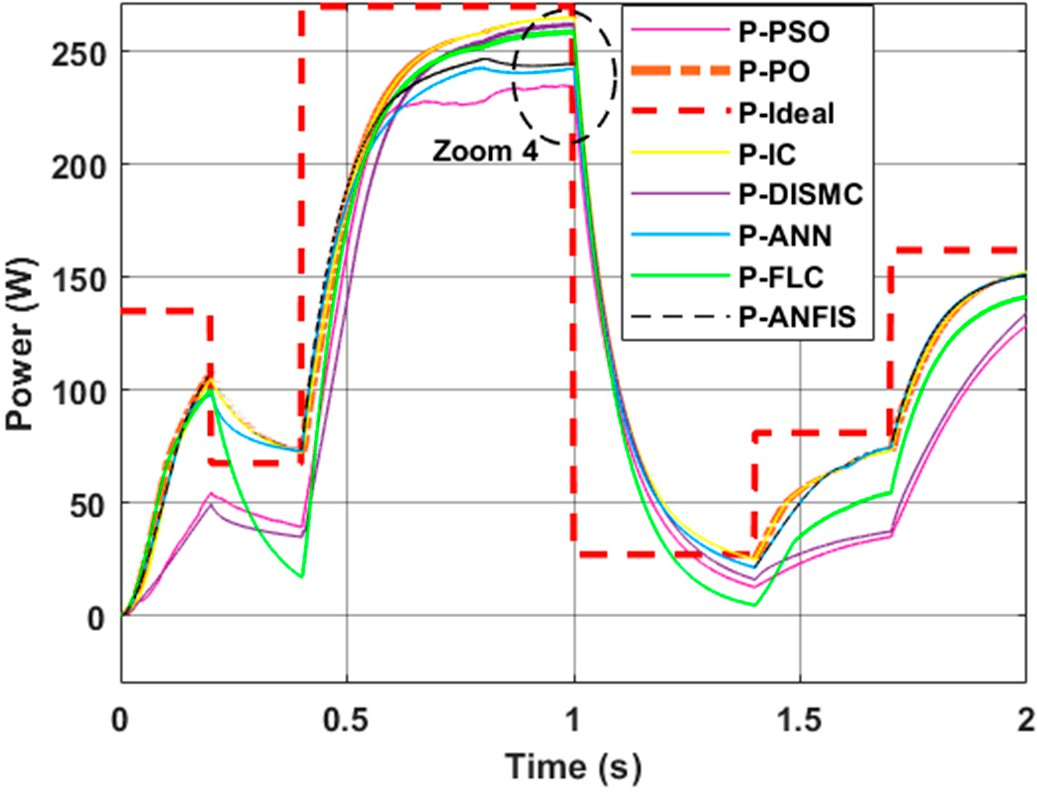 250
200
150
100
50
0
Power (W)
Zoom 4
P-PSO
P-PO
P-Ideal
P-IC
P-DISMC
P-ANN
P-FLC
P-ANFIS
0 0.5 1 1.5 2
Time (s)